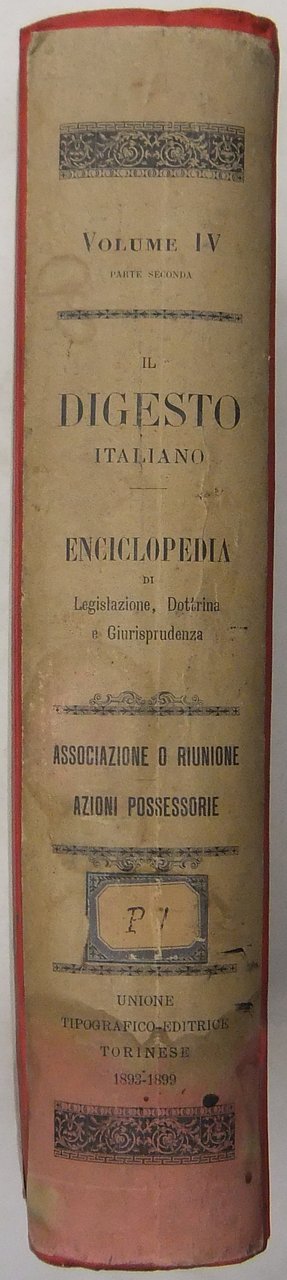 VOLUME IV
PARTE SECONDA
IL
DIGESTO
ITALIANO
ENCICLOPEDIA
DI
Legislazione, Dottrina
e Giurisprudenza
ASSOCIAZIONE O RIUNIONE
AZIONI POSSESSORIE
P 1
UNIONE
TIPOGRAFICO-EDITRICE
TORINESE
1893-1899